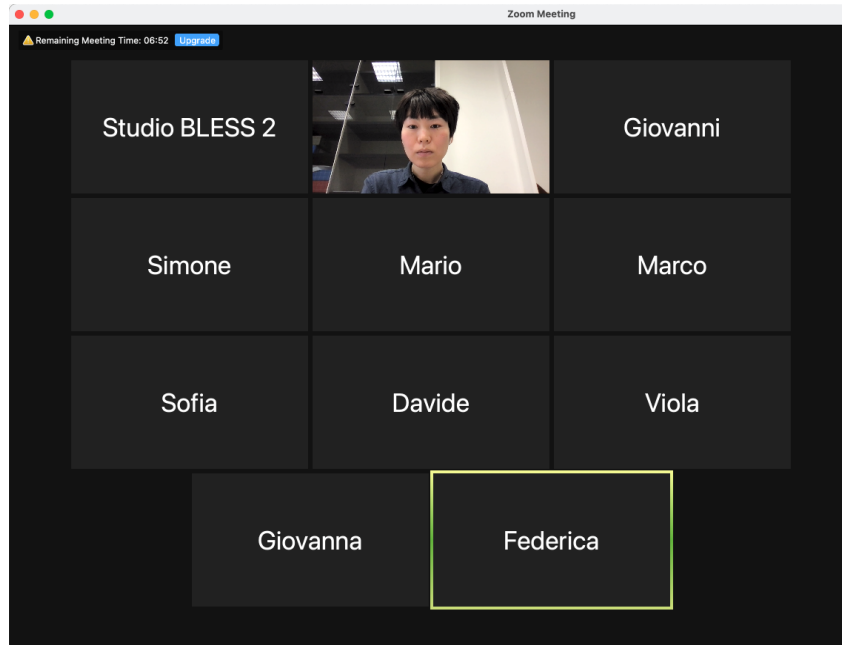 Zoom Meeting
Remaining Meeting Time: 06:52 Upgrade
Studio BLESS 2
Giovanni
Simone
Mario
Marco
Sofia
Davide
Viola
Giovanna
Federica